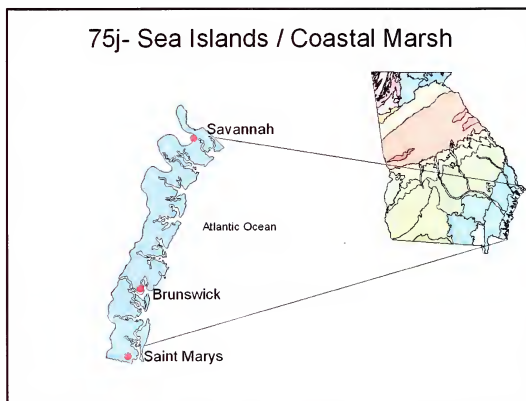 75j- Sea Islands / Coastal Marsh
Savannah
Atlantic Ocean
Brunswick
Saint Marys